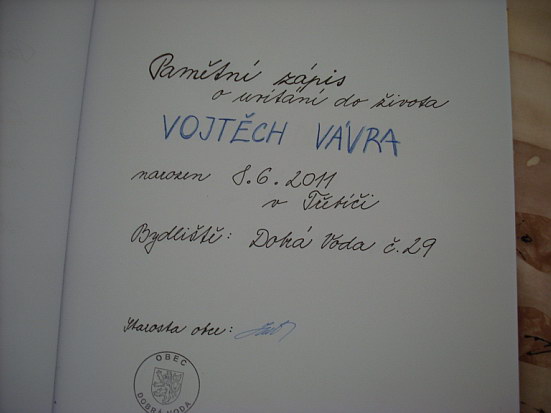 Pamětní zápis
o uvítání do života
VOJTĚCH VÁVRA
narozen 8.6.2011
v Třebíči
Bydliště: Dobrá Voda č.29
Starosta obce:
OBEC
DOBRÁ VODA